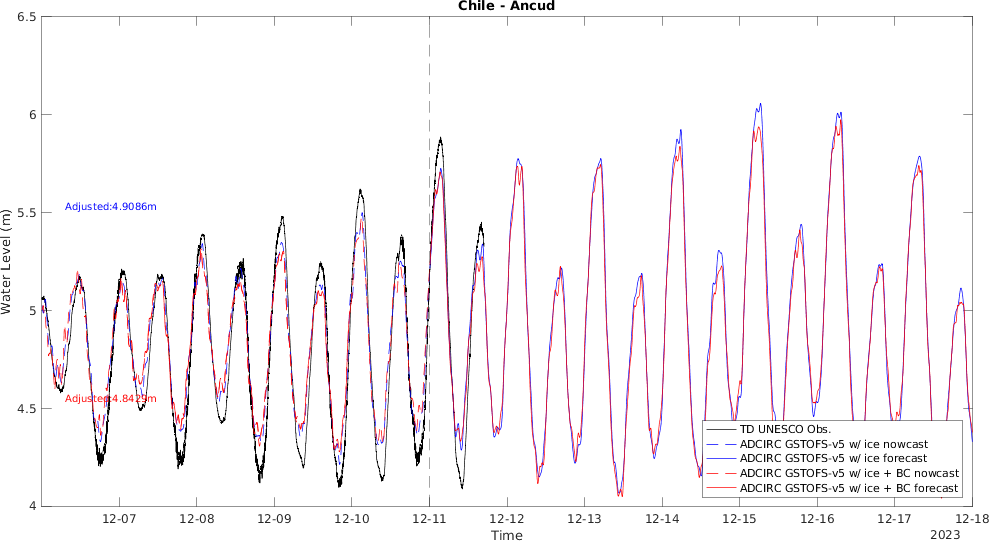 Chile - Ancud
6.5
6
5.5
5
4.5
4
Water Level (m)
Adjusted:4.9086m
Adjusted:4.8425m
TD UNESCO Obs.
ADCIRC GSTOFS-v5 w/ ice nowcast
ADCIRC GSTOFS-v5 w/ ice forecast
ADCIRC GSTOFS-v5 w/ ice + BC nowcast
ADCIRC GSTOFS-v5 w/ ice + BC forecast
12-07 12-08 12-09 12-10 12-11 12-12 12-13 12-14 12-15 12-16 12-17 12-18
Time
2023